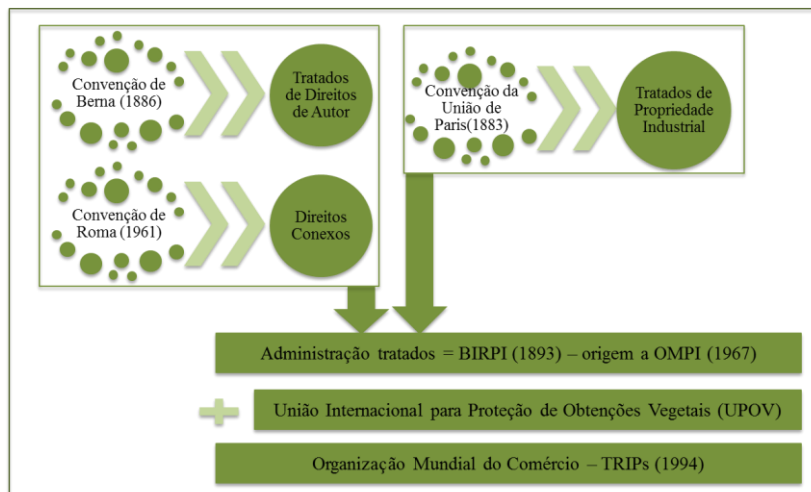 Convenção de
Berna (1886)
Tratados
de Direitos
de Autor
Convenção de
Roma (1961)
Direitos
Conexos
Convenção da
União de
Paris(1883)
Tratados de
Propriedade
Industrial
Administração tratados = BIRPI (1893) – origem a OMPI (1967)
União Internacional para Proteção de Obtenções Vegetais (UPOV)
Organização Mundial do Comércio – TRIPs (1994)